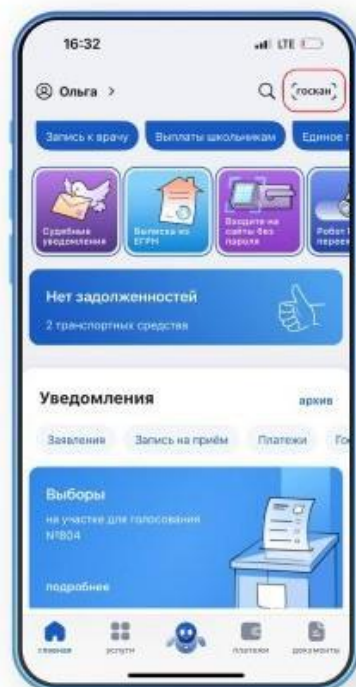 16:32
LTE
Ольга >
госкан
Запись к врачу
Выплаты школьникам
Единое
Судебные
уведомления
Выписка из
ЕГРН
Входите на
сайты без
пароля
Робот
Нет задолженностей
2 транспортных средства
Уведомления
архив
Заявления
Запись на приём
Платежи
Го
Выборы
на участке для голосования
№804
подробнее
главная
услуги
платежи
документы